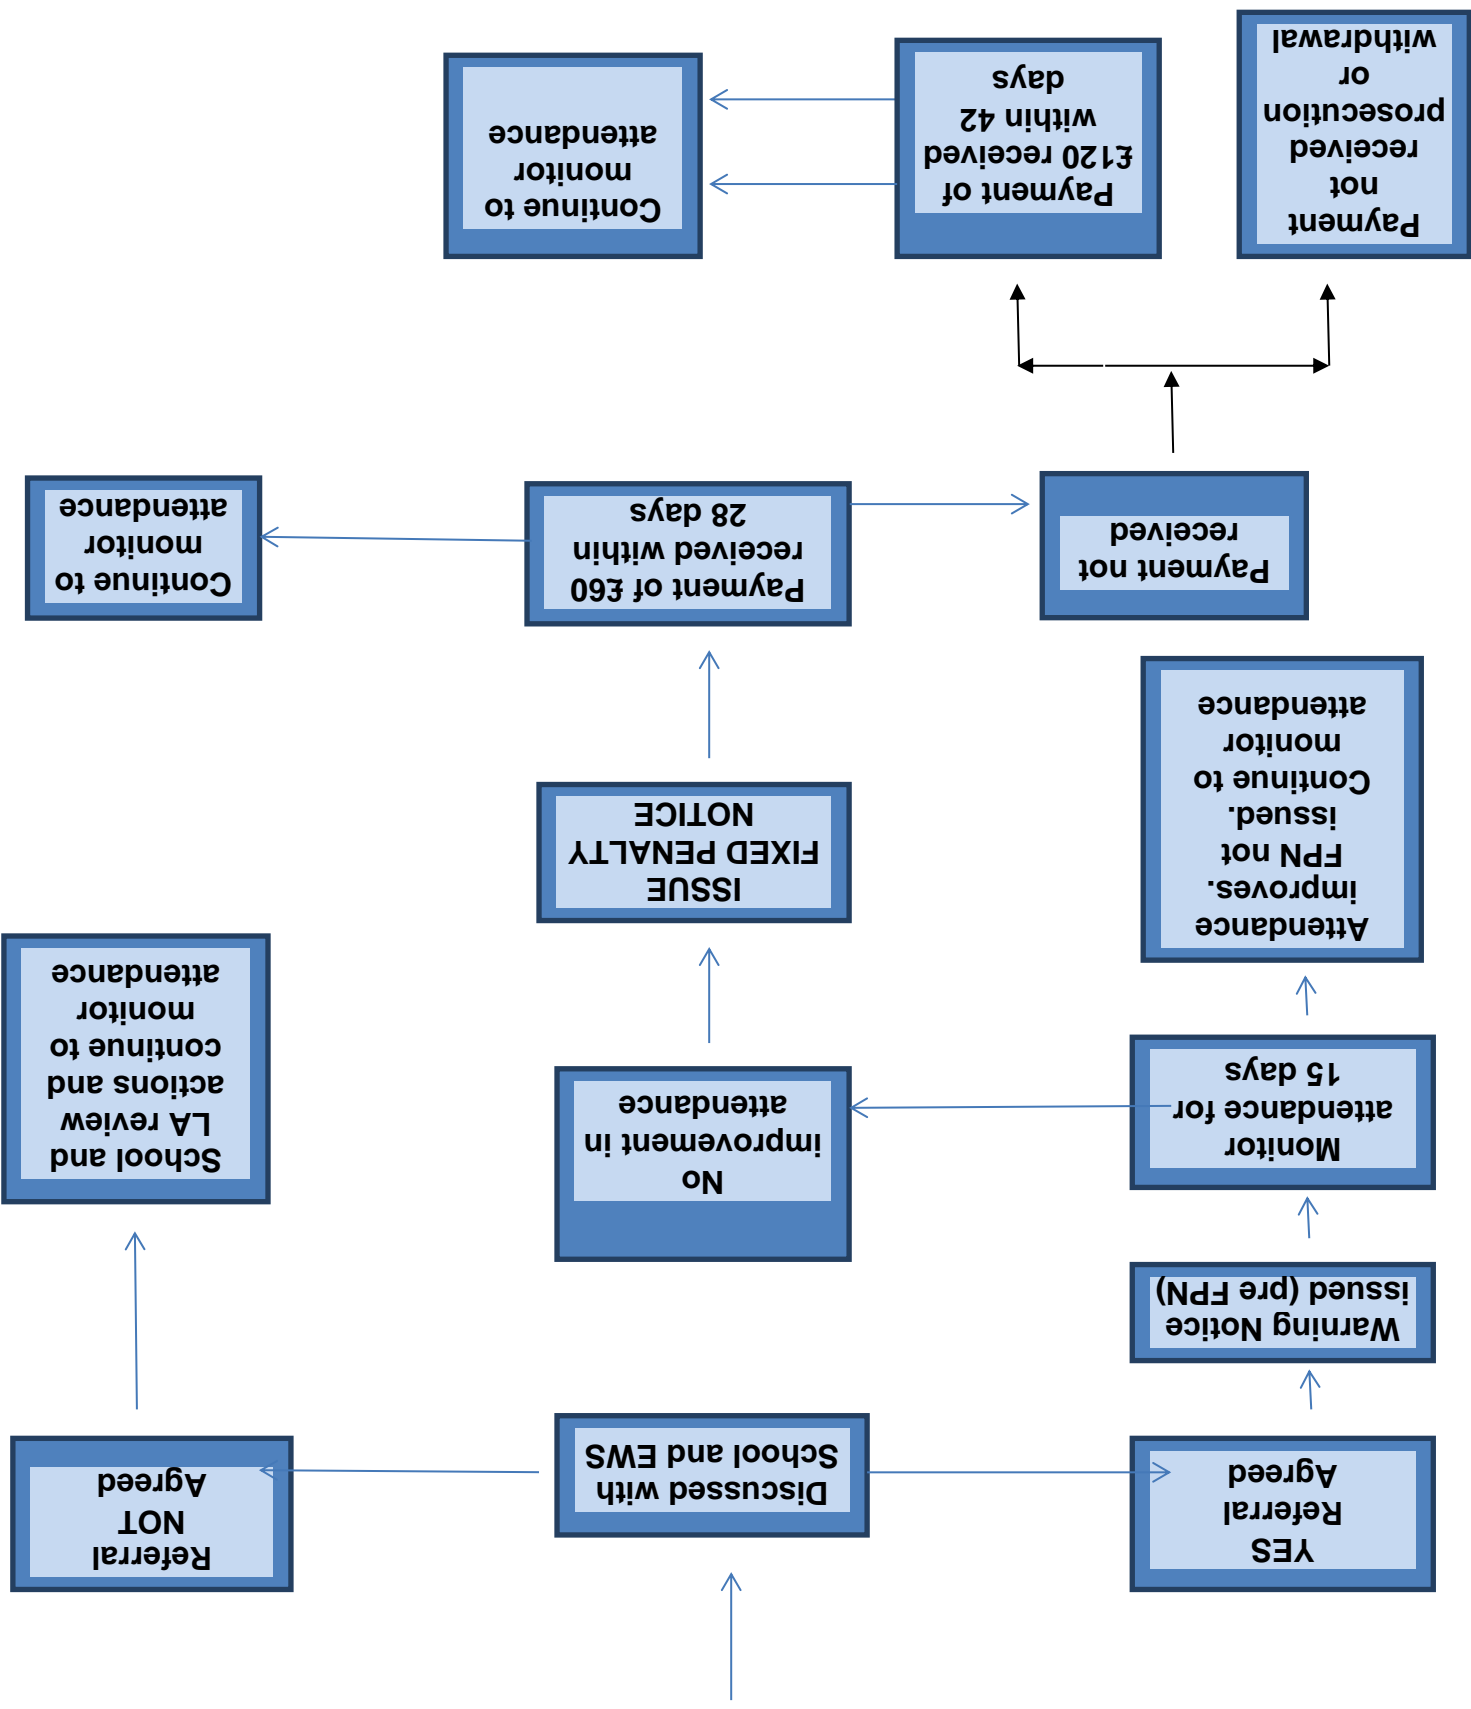 Discussed with
School and EWS
YES
Referral
Agreed
Referral
NOT
Agreed
Warning Notice
issued (pre FPN)
Monitor
attendance for
15 days
No
improvement in
attendance
School and
LA review
actions and
continue to
monitor
attendance
Attendance
improves.
FPN not
issued.
Continue to
monitor
attendance
ISSUE
FIXED PENALTY
NOTICE
Payment not
received
Payment of £60
received within
28 days
Continue to
monitor
attendance
Payment
not
received
prosecution
or
withdrawal
Payment of
£120 received
within 42
days
Continue to
monitor
attendance